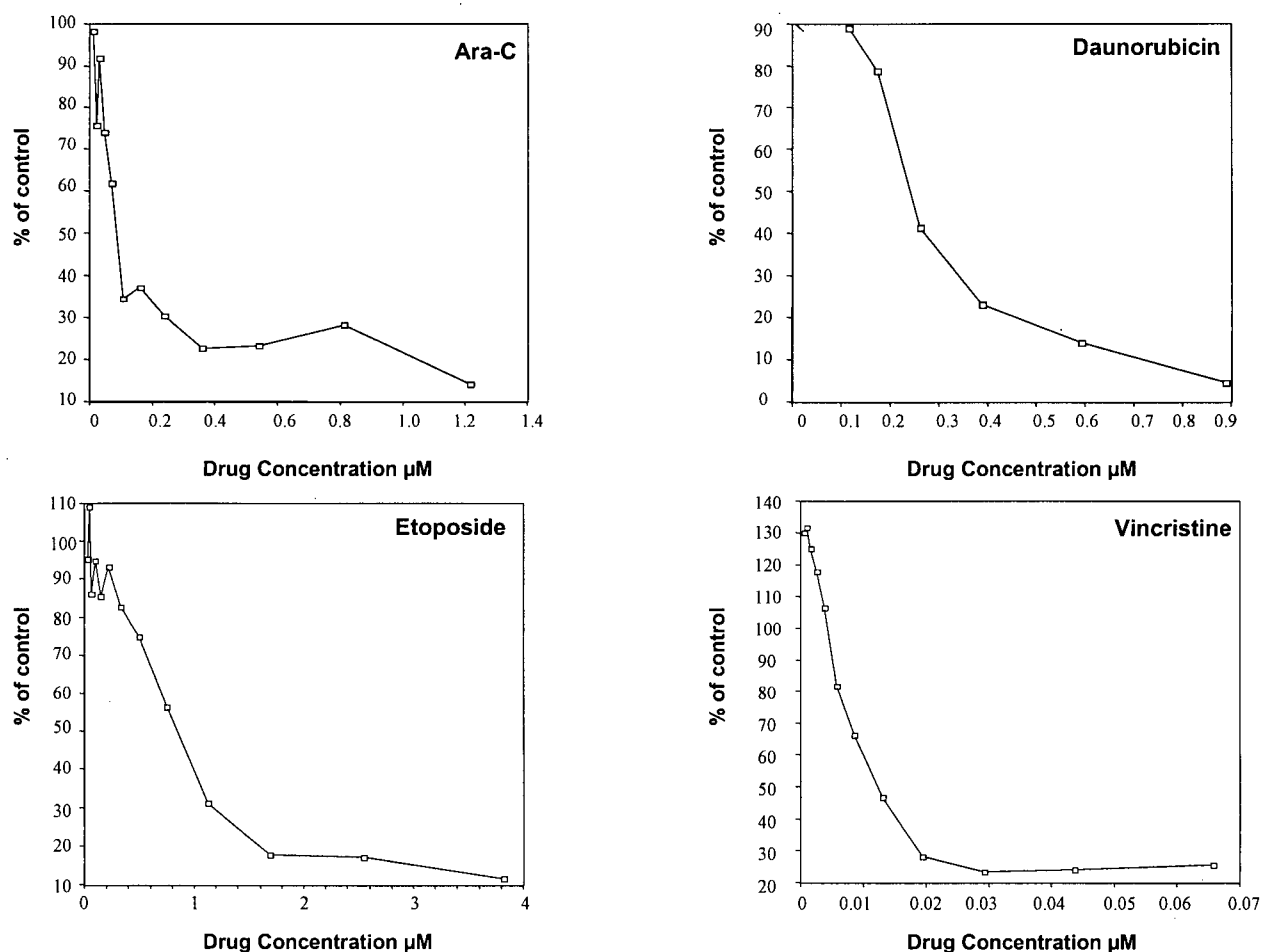 Ara-C
% of control
100
90
80
70
60
50
40
30
20
10
0 0.2 0.4 0.6 0.8 1.0 1.2 1.4
Drug Concentration µM
Daunorubicin
% of control
90
80
70
60
50
40
30
20
10
0
0 0.1 0.2 0.3 0.4 0.5 0.6 0.7 0.8 0.9
Drug Concentration µM
Etoposide
% of control
110
100
90
80
70
60
50
40
30
20
10
0 1 2 3 4
Drug Concentration µM
Vincristine
% of control
140
130
120
110
100
90
80
70
60
50
40
30
20
0 0.01 0.02 0.03 0.04 0.05 0.06 0.07
Drug Concentration µM